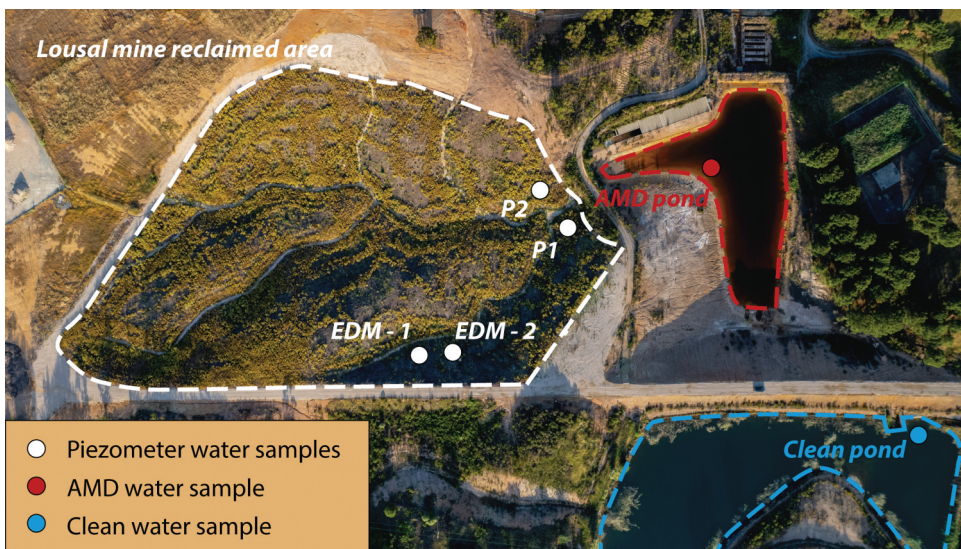 Lousal mine reclaimed area
AMD pond
P2
P1
EDM - 1
EDM - 2
Clean pond
Piezometer water samples
AMD water sample
Clean water sample